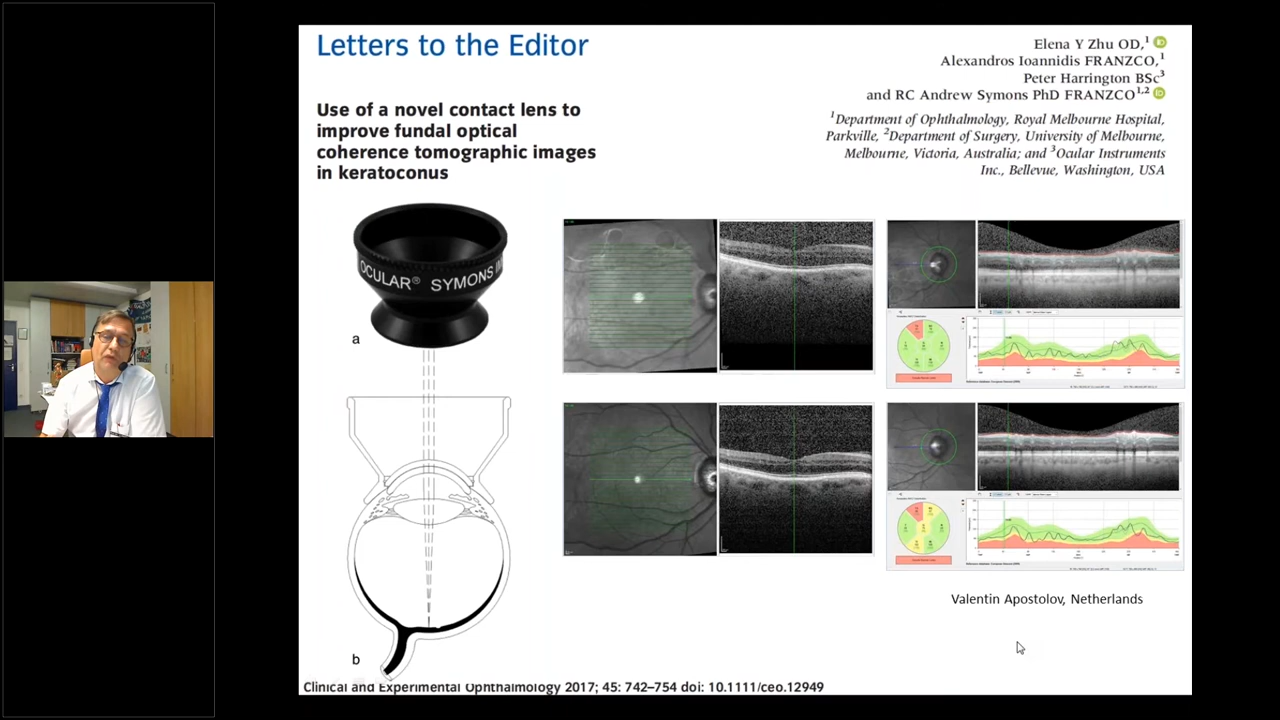 Letters to the Editor
Elena Y Zhu OD,¹
Alexandros Ioannidis FRANZCO,¹
Peter Harrington BSc³
and RC Andrew Symons PhD FRANZCO¹,²
¹Department of Ophthalmology, Royal Melbourne Hospital,
Parkville, ²Department of Surgery, University of Melbourne,
Melbourne, Victoria, Australia; and ³Ocular Instruments
Inc., Bellevue, Washington, USA
Use of a novel contact lens to
improve fundal optical
coherence tomographic images
in keratoconus
OCULAR® SYMONS
a
b
Valentin Apostolov, Netherlands
Clinical and Experimental Ophthalmology 2017; 45: 742–754 doi: 10.1111/ceo.12949